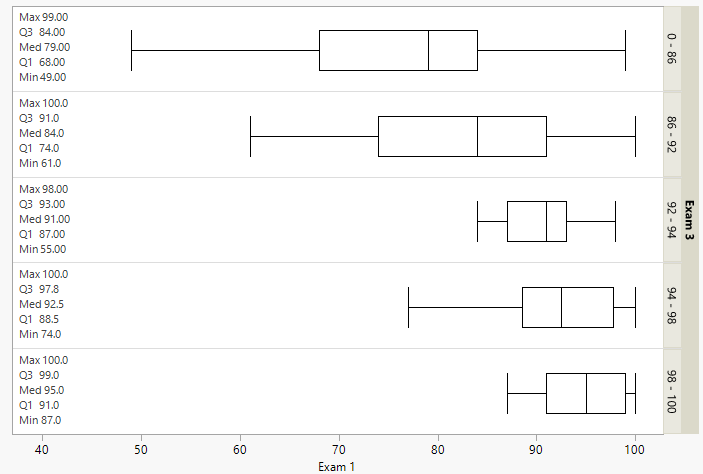 Max 99.00
Q3 84.00
Med 79.00
Q1 68.00
Min 49.00
0 - 86
Max 100.0
Q3 91.0
Med 84.0
Q1 74.0
Min 61.0
86 - 92
Max 98.00
Q3 93.00
Med 91.00
Q1 87.00
Min 55.00
92 - 94
Exam 3
Max 100.0
Q3 97.8
Med 92.5
Q1 88.5
Min 74.0
94 - 98
Max 100.0
Q3 99.0
Med 95.0
Q1 91.0
Min 87.0
98 - 100
40 50 60 70 80 90 100
Exam 1